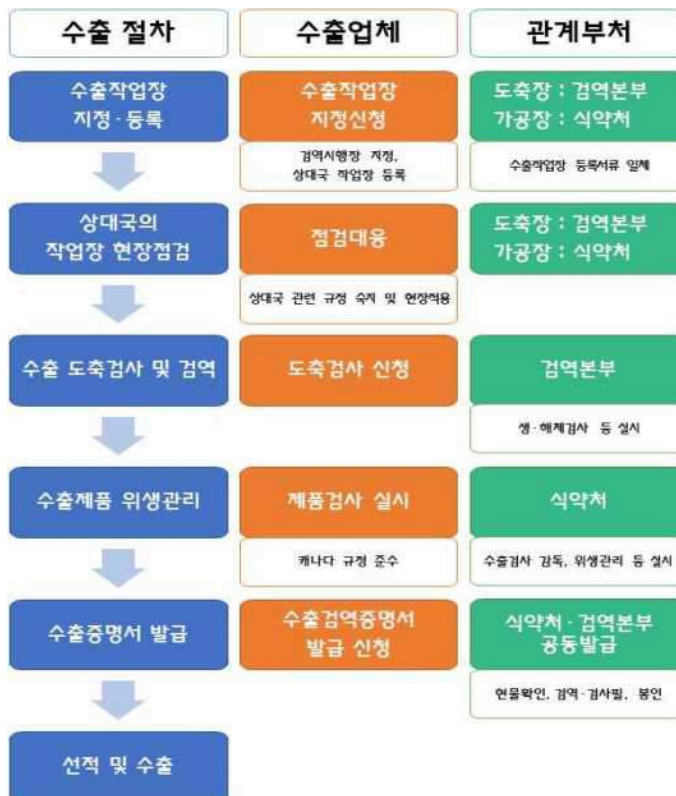 수출 절차
수출업체
관계부처
수출작업장
지정·등록
수출작업장
지정신청
검역시행장 지정,
상대국 작업장 등록
도축장 : 검역본부
가공장 : 식약처
수출작업장 등록서류 일체
상대국의
작업장 현장점검
점검대응
상대국 관련 규정 숙지 및 현장적용
도축장 : 검역본부
가공장 : 식약처
수출 도축검사 및 검역
도축검사 신청
검역본부
생·해체검사 등 실시
수출제품 위생관리
제품검사 실시
캐나다 규정 준수
식약처
수출검사 감독, 위생관리 등 실시
수출증명서 발급
수출검역증명서
발급 신청
식약처·검역본부
공동발급
현물확인, 검역·검사필, 봉인
선적 및 수출